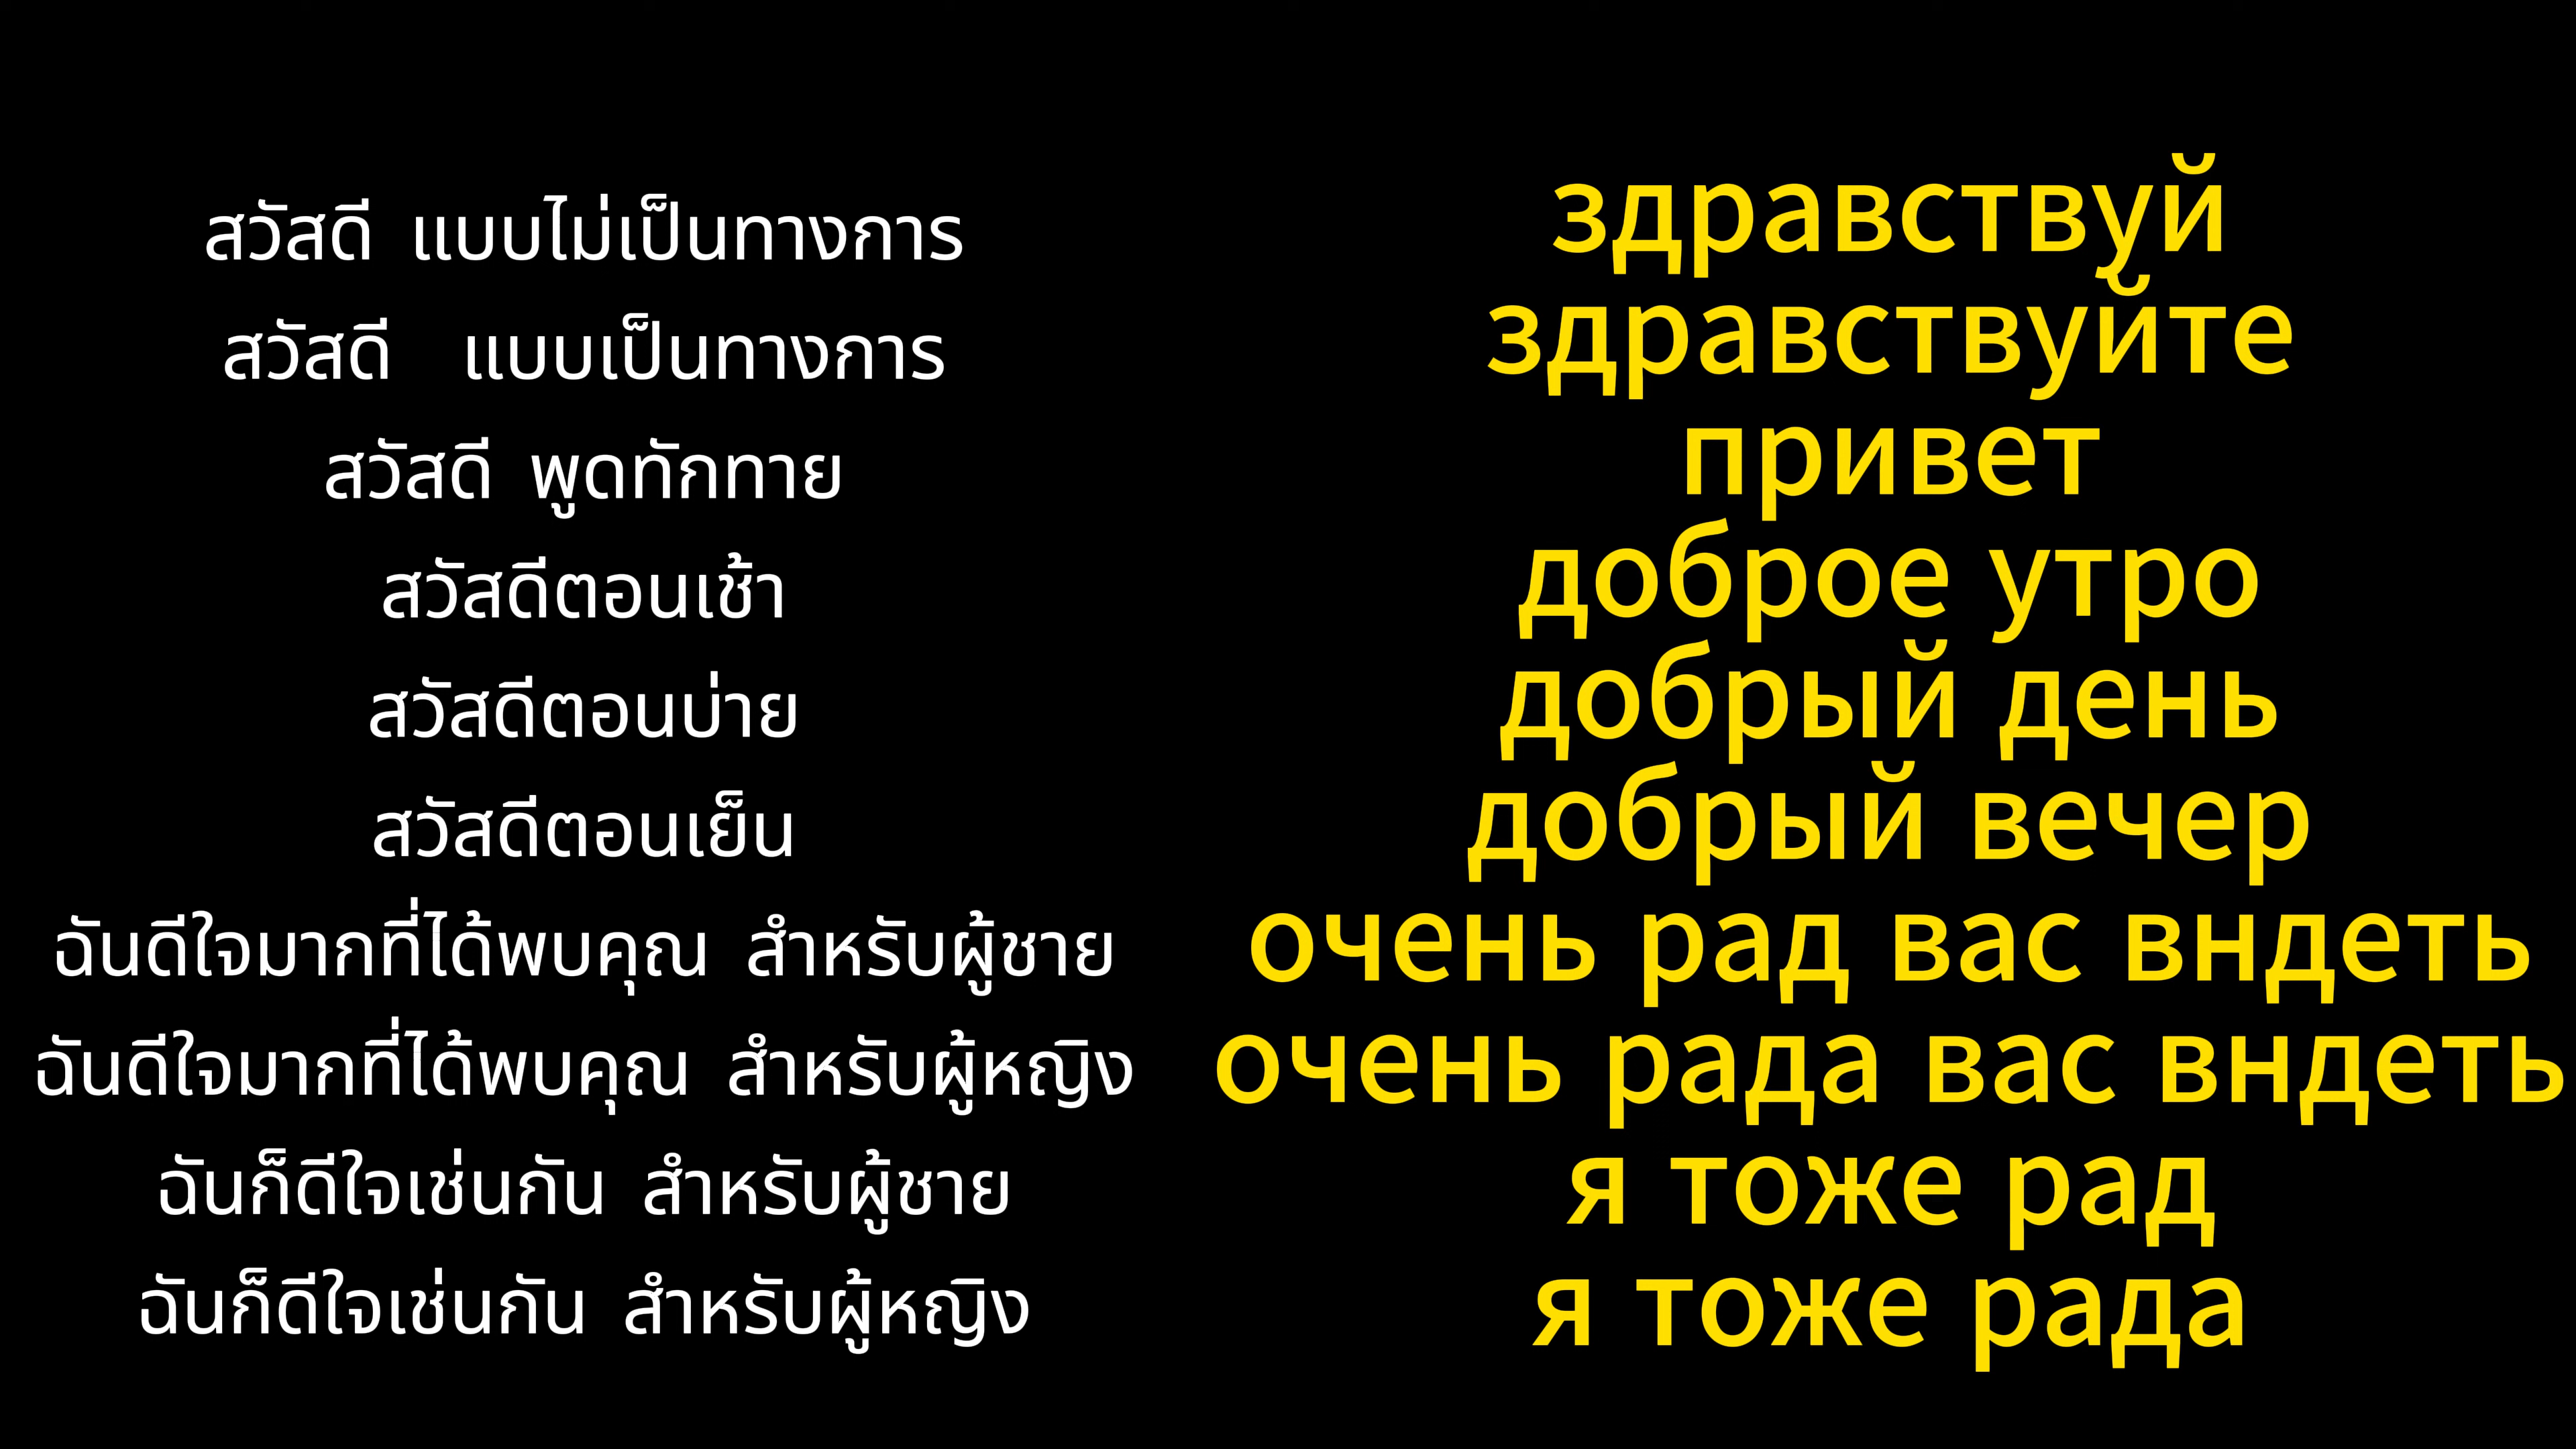 สวัสดี แบบไม่เป็นทางการ
สวัสดี แบบเป็นทางการ
สวัสดี พูดทักทาย
สวัสดีตอนเช้า
สวัสดีตอนบ่าย
สวัสดีตอนเย็น
ฉันดีใจมากที่ได้พบคุณ สำหรับผู้ชาย
ฉันดีใจมากที่ได้พบคุณ สำหรับผู้หญิง
ฉันก็ดีใจเช่นกัน สำหรับผู้ชาย
ฉันก็ดีใจเช่นกัน สำหรับผู้หญิง
здравствуй
здравствуйте
привет
доброе утро
добрый день
добрый вечер
очень рад вас вндеть
очень рада вас вндеть
я тоже рад
я тоже рада